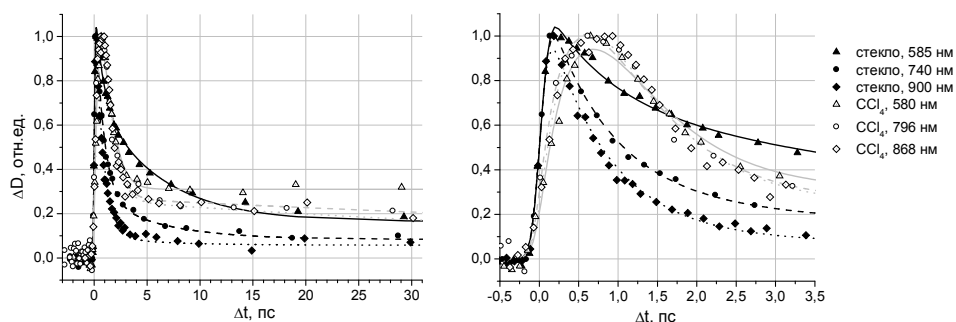 ΔD, отн.ед.
1,0
0,8
0,6
0,4
0,2
0,0
0 5 10 15 20 25 30
Δt, пс
1,0
0,8
0,6
0,4
0,2
0,0
-0,5 0,0 0,5 1,0 1,5 2,0 2,5 3,0 3,5
Δt, пс
стекло, 585 нм
стекло, 740 нм
стекло, 900 нм
CCl4, 580 нм
CCl4, 796 нм
CCl4, 868 нм